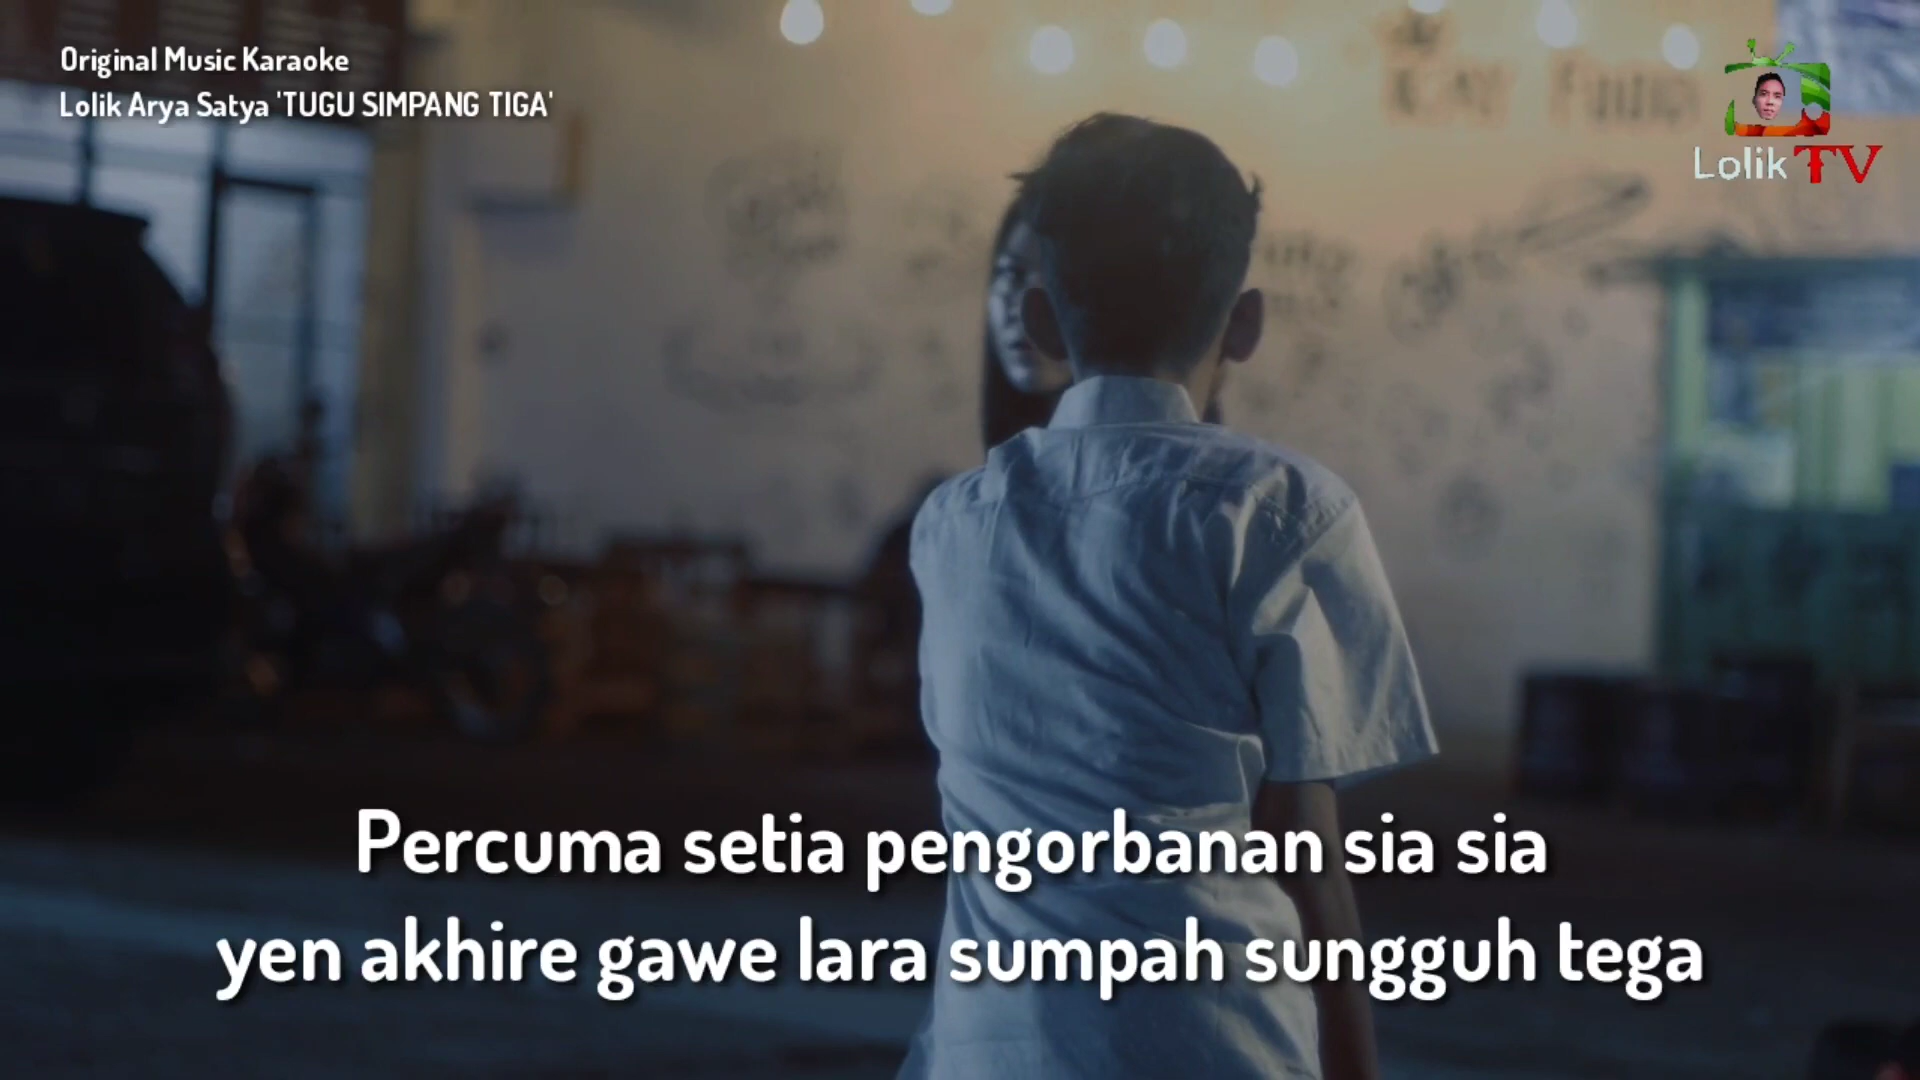 Original Music Karaoke
Lolik Arya Satya 'TUGU SIMPANG TIGA'
Lolik TV
Percuma setia pengorbanan sia sia
yen akhire gawe lara sumpah sungguh tega